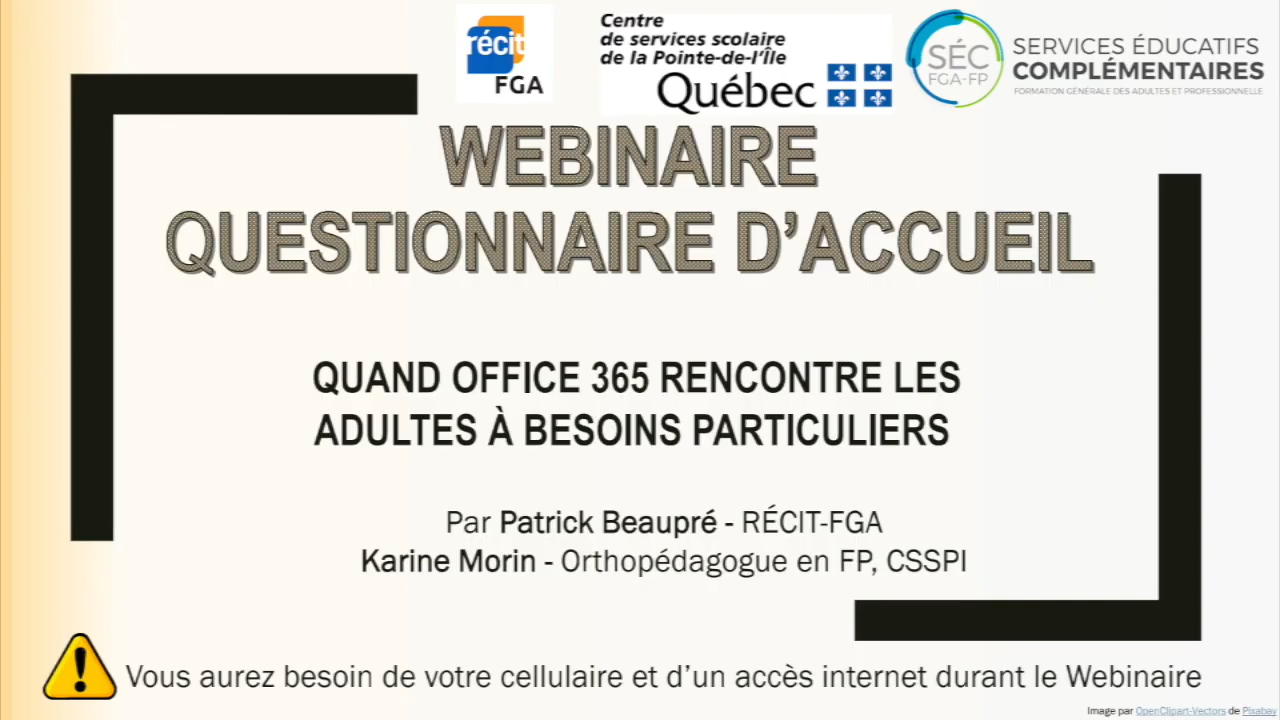 récit
FGA
Centre
de services scolaire
de la Pointe-de-l'Île
Québec
SÉC
FGA-FP
SERVICES ÉDUCATIFS
COMPLÉMENTAIRES
FORMATION GÉNÉRALE DES ADULTES ET PROFESSIONNELLE
WEBINAIRE
QUESTIONNAIRE D'ACCUEIL
QUAND OFFICE 365 RENCONTRE LES
ADULTES À BESOINS PARTICULIERS
Par Patrick Beaupré - RÉCIT-FGA
Karine Morin - Orthopédagogue en FP, CSSPI
Vous aurez besoin de votre cellulaire et d'un accès internet durant le Webinaire
Image par OpenClipart-Vectors de Pixabay